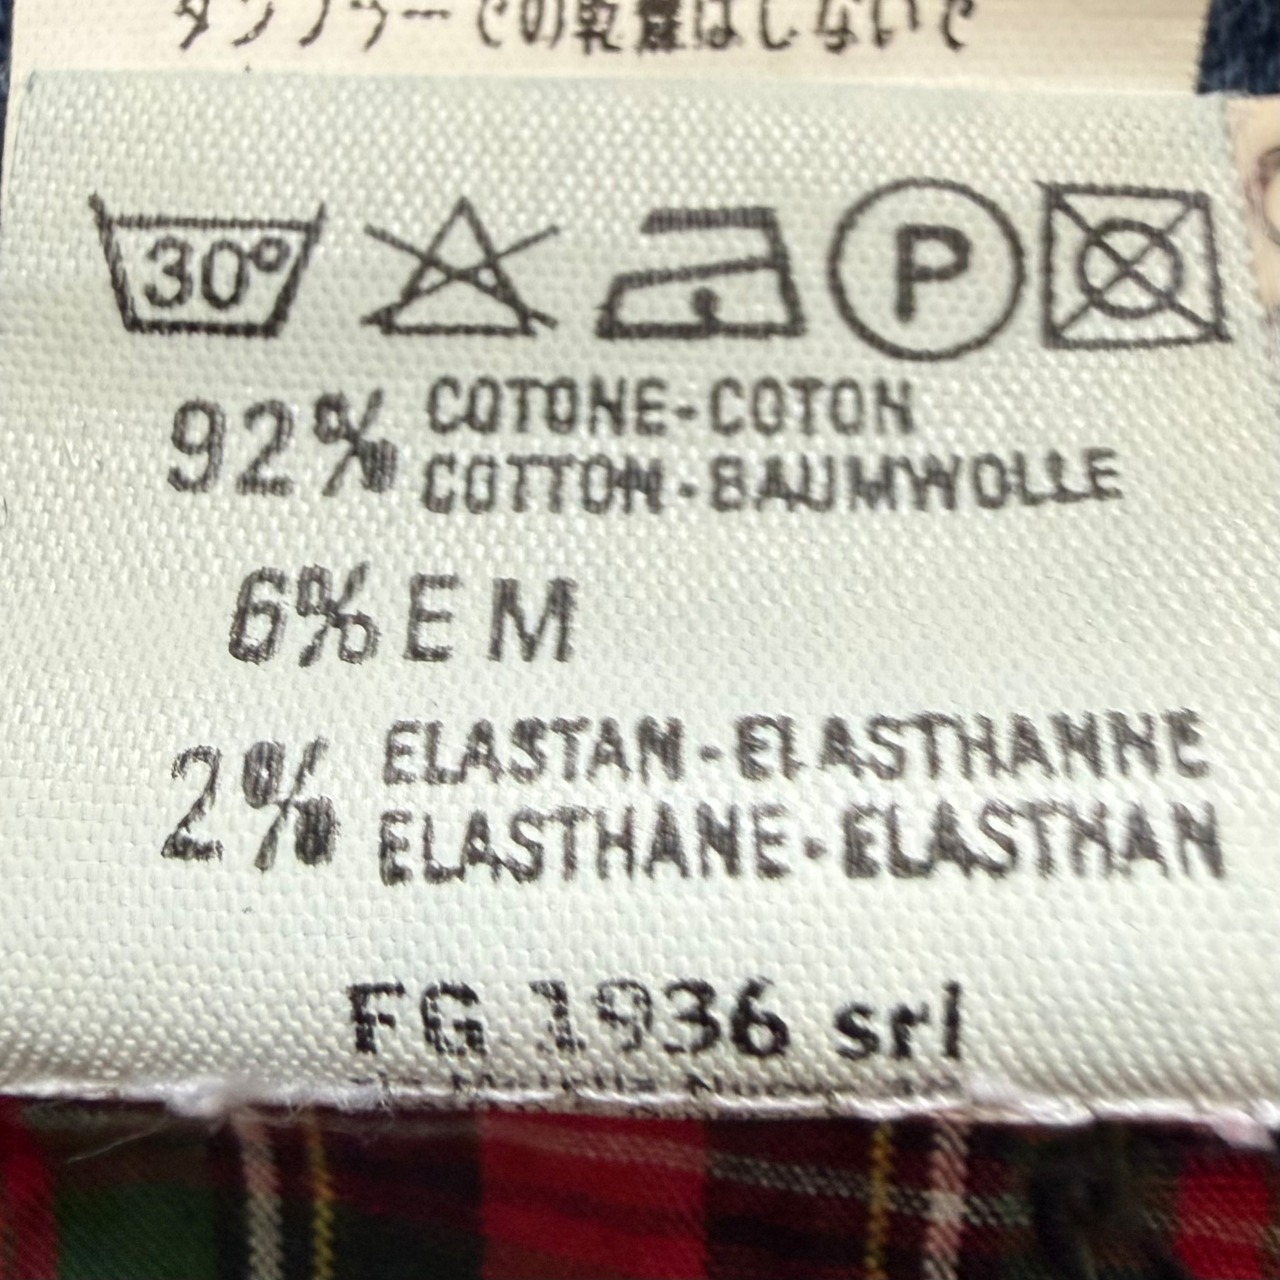 タンブラーでの乾燥はしないで
30°
P
92% COTONE-COTON
COTTON-BAUMWOLLE
6% E M
2% ELASTAN-ELASTHANNE
ELASTHANE-ELASTHAN
FG 1936 srl